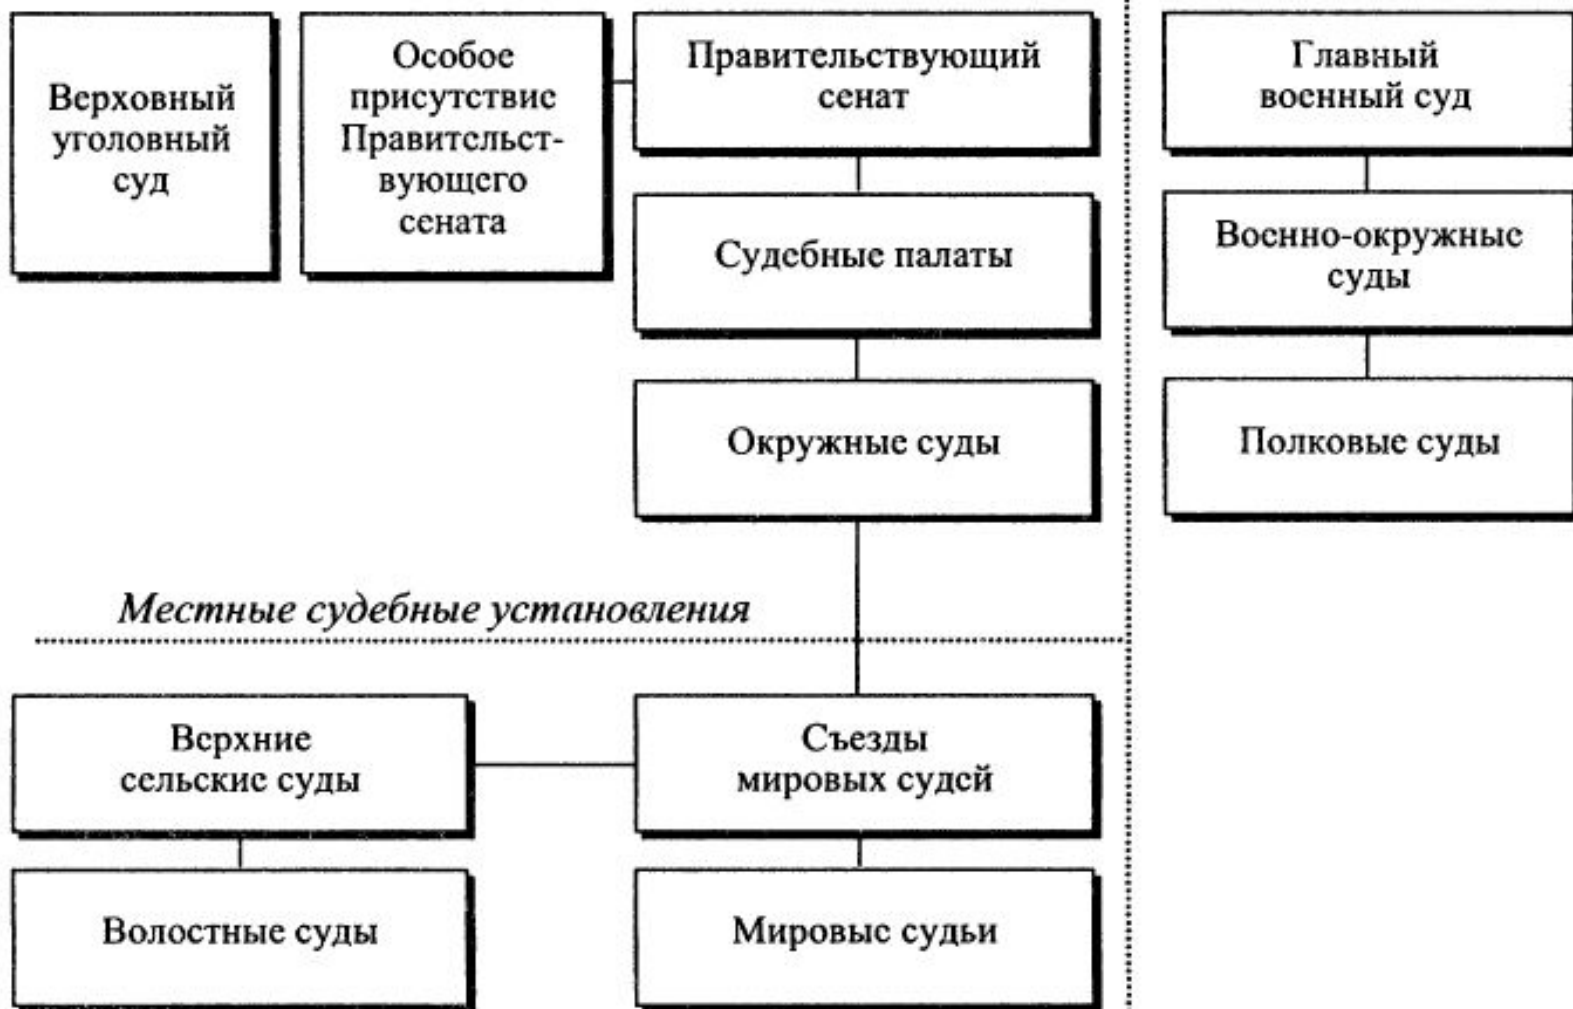 Верховный
уголовный
суд
Особое
присутствие
Правительст-
вующего
сената
Правительствующий
сенат
Судебные палаты
Окружные суды
Главный
военный суд
Военно-окружные
суды
Полковые суды
Местные судебные установления
Верхние
сельские суды
Съезды
мировых судей
Волостные суды
Мировые судьи